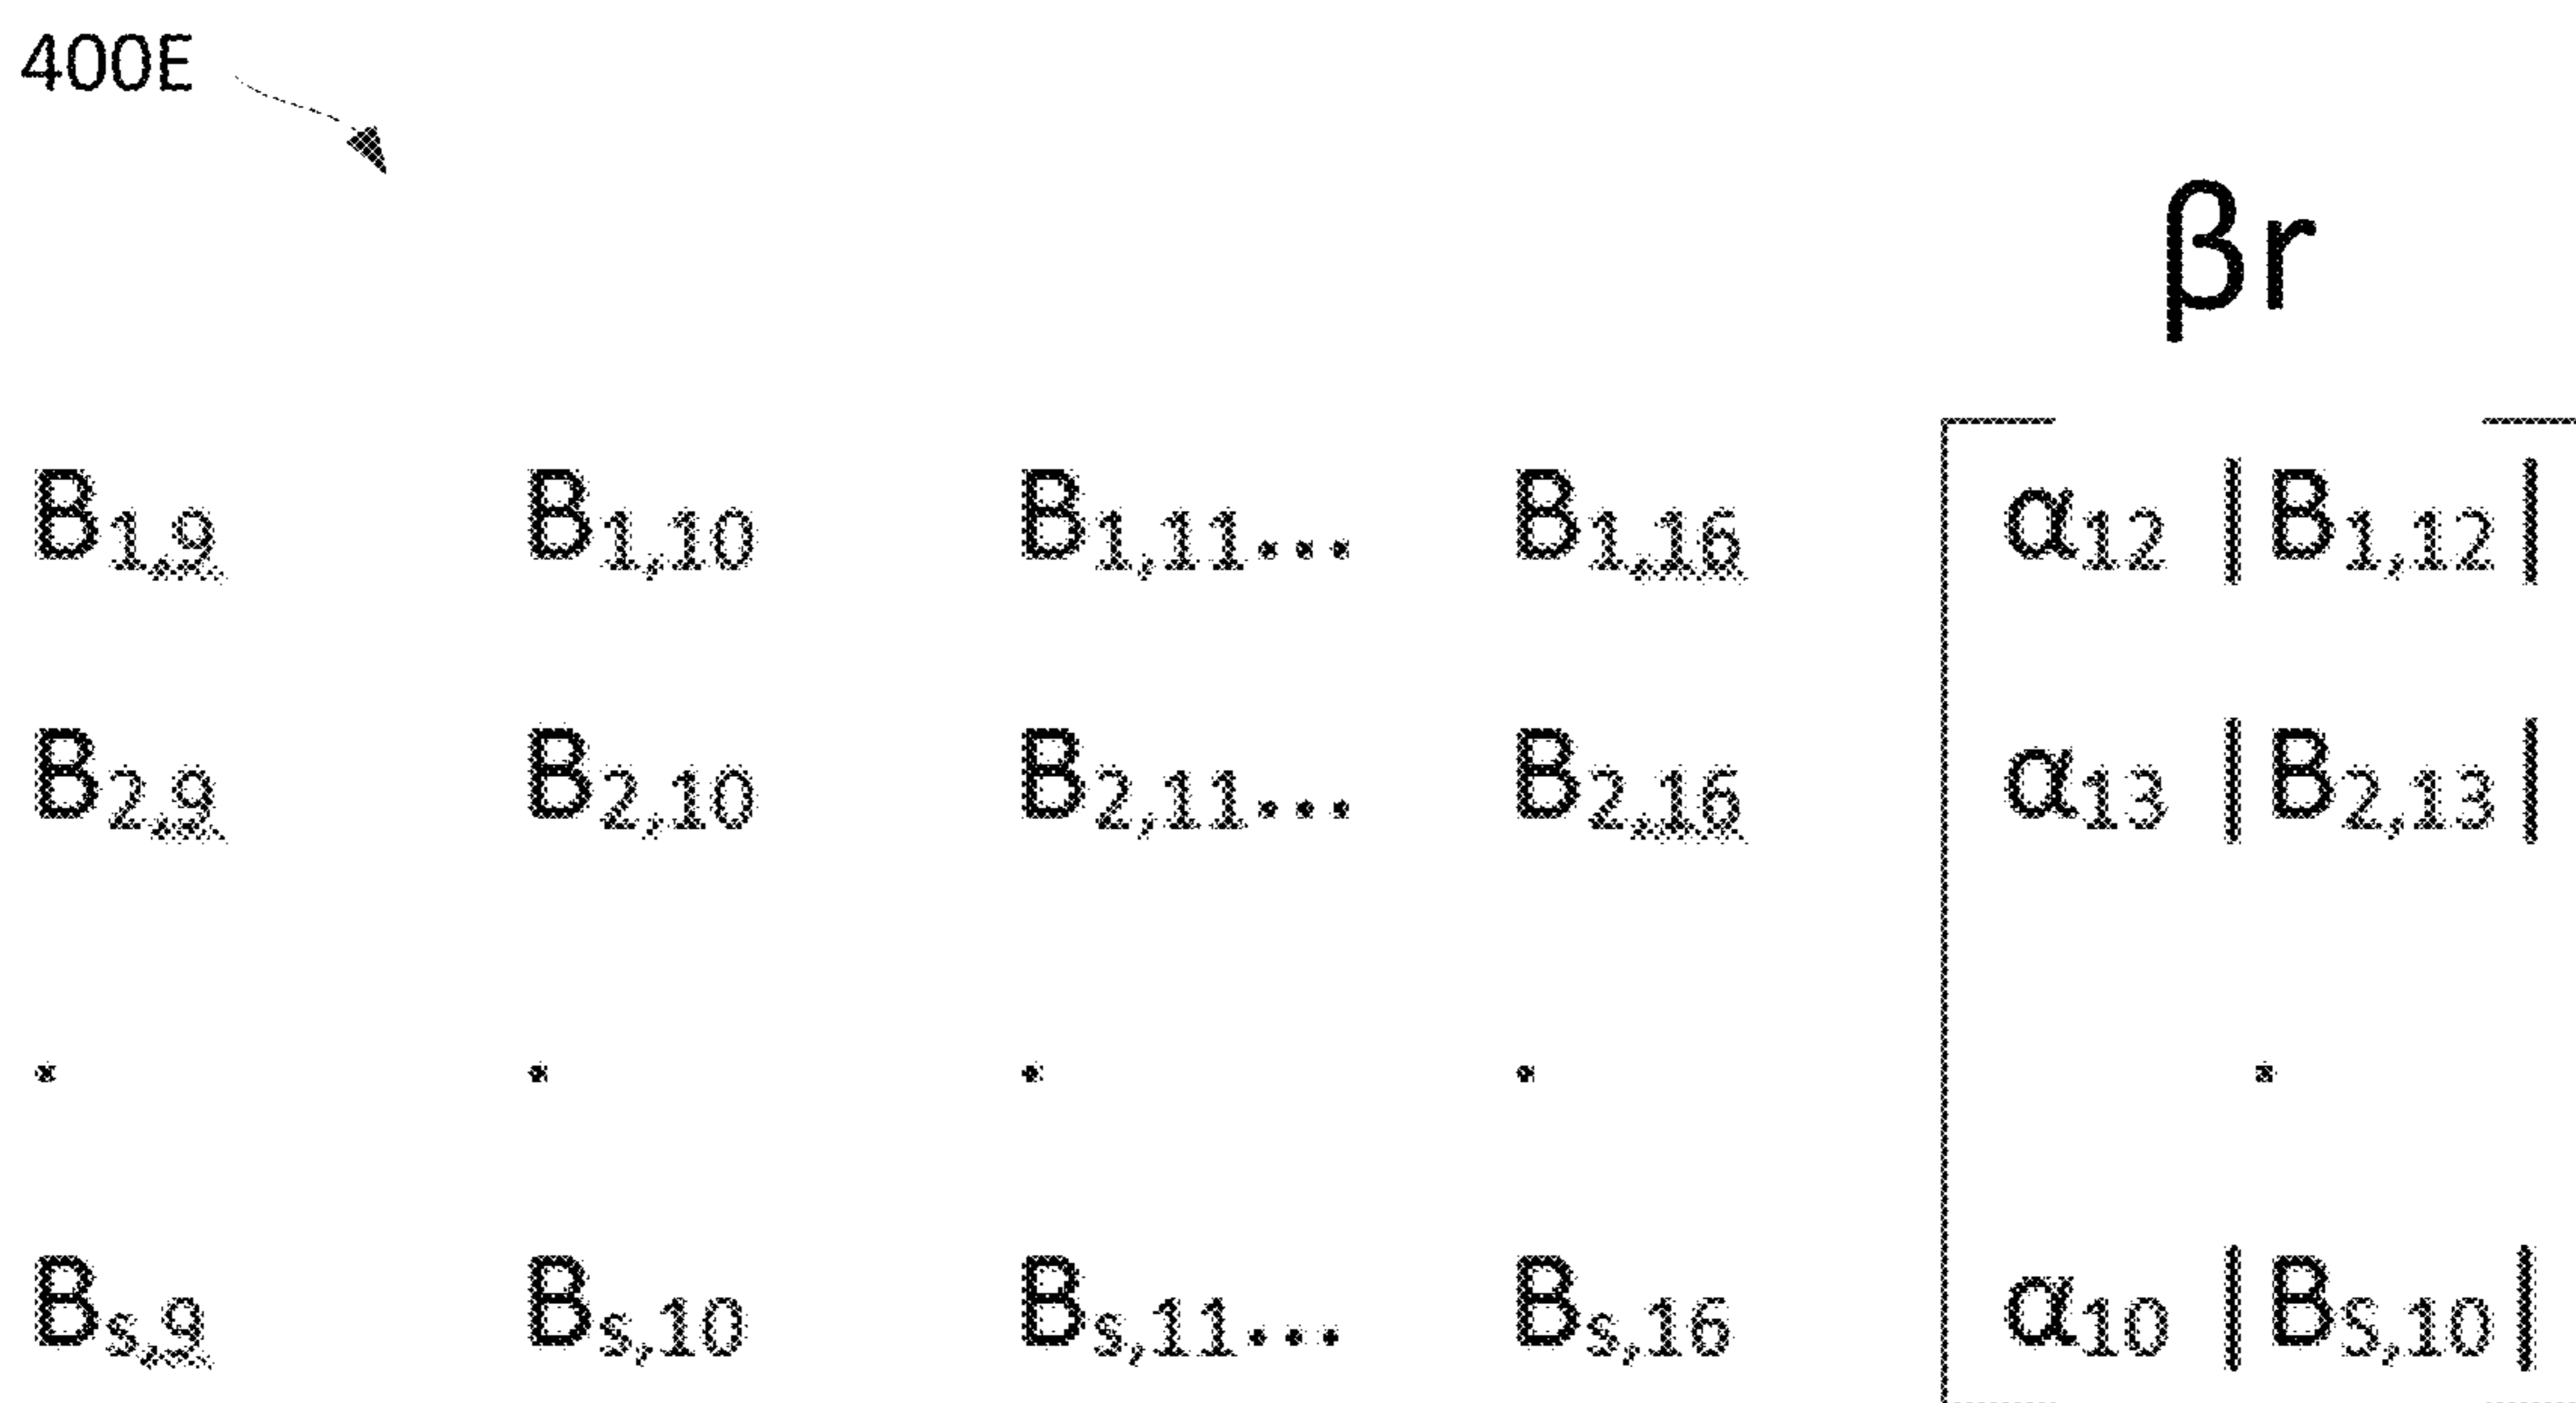 400E
βr
B1,9 B1,10 B1,11... B1,16 α12 |B1,12|
B2,9 B2,10 B2,11... B2,16 α13 |B2,13|
. . . . .
Bs,9 Bs,10 Bs,11... Bs,16 α10 |BS,10|